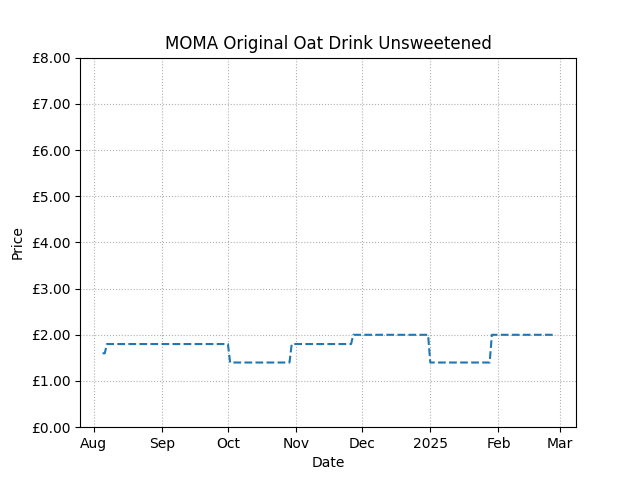 MOMA Original Oat Drink Unsweetened
£8.00
£7.00
£6.00
£5.00
£4.00
£3.00
£2.00
£1.00
£0.00
Price
Aug Sep Oct Nov Dec 2025 Feb Mar
Date